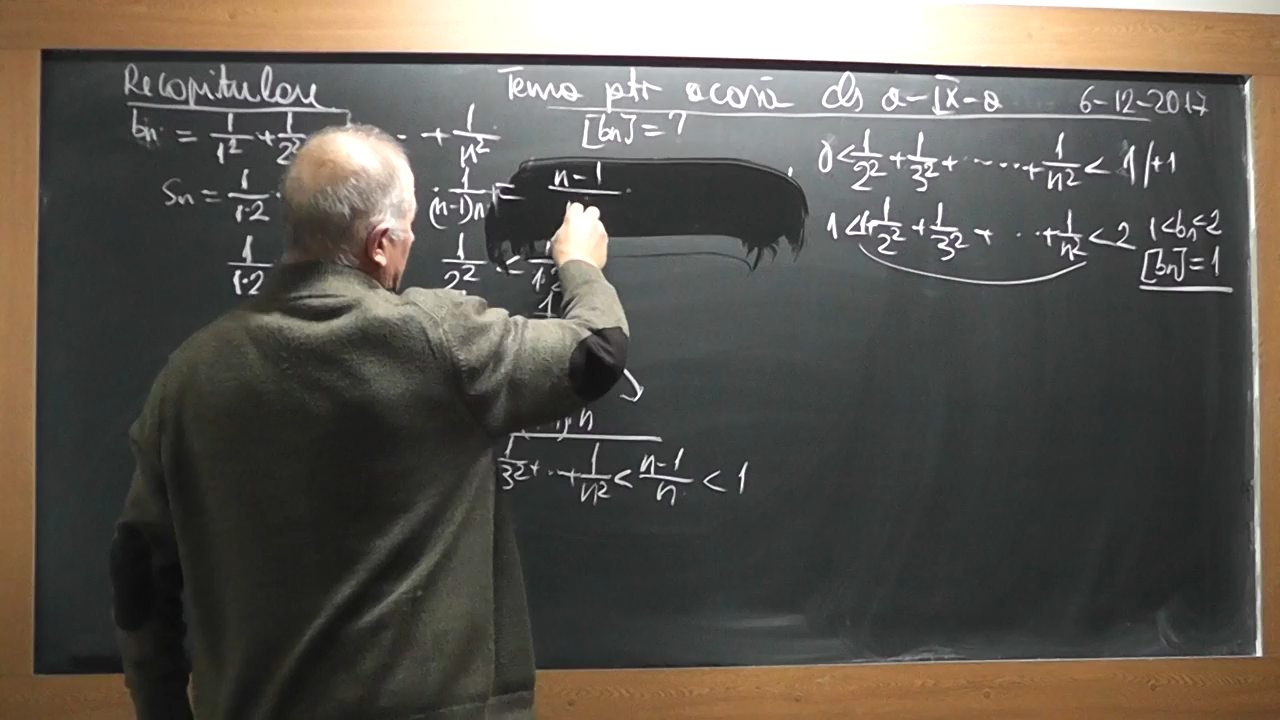 Recapitulare Tema ptr acasă cls a-IX-a 6-12-2017
bn = 1/1² + 1/2² ... + 1/n² [bn] = ?
Sn = 1/1·2 1/(n-1)n = n-1
1/1·2 1/2² < 1/1·2
1
n
1/3² + ... + 1/n² < n-1/n < 1
0 < 1/2² + 1/3² + ...... + 1/n² < 1 /+1
1 < 1+1/2² + 1/3² + ... + 1/n² < 2 1 < bn < 2
[bn] = 1